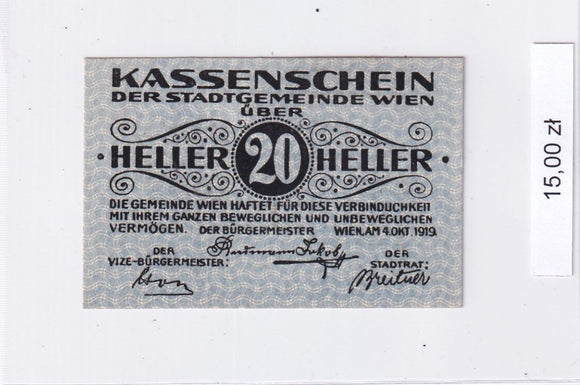 KASSENSCHEIN
DER STADTGEMEINDE WIEN
ÜBER
HELLER 20 HELLER
DIE GEMEINDE WIEN HAFTET FÜR DIESE VERBINDLICHKEIT
MIT IHREM GANZEN BEWEGLICHEN UND UNBEWEGLICHEN
VERMÖGEN. DER BÜRGERMEISTER WIEN, AM 4. OKT 1919.
DER
VIZE-BÜRGERMEISTER:
DER
STADTRAT:
Breitner
15,00 zł